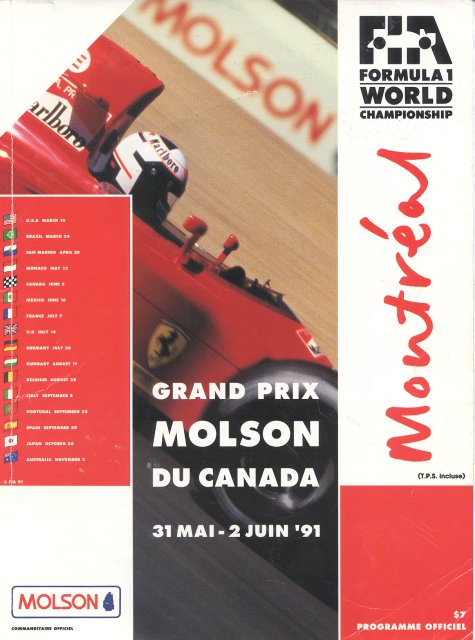 MOLSON
A. PR
Marlboro
Marlboro
FIA
FORMULA 1
WORLD
CHAMPIONSHIP
Montréal
(T.P.S. incluse)
U.S.A MARCH 10
BRAZIL MARCH 24
SAN MARINO APRIL 28
MONACO MAY 12
CANADA JUNE 2
MEXICO JUNE 16
FRANCE JULY 7
U.K JULY 14
GERMANY JULY 28
HUNGARY AUGUST 11
BELGIUM AUGUST 25
ITALY SEPTEMBER 8
PORTUGAL SEPTEMBER 22
SPAIN SEPTEMBER 29
JAPAN OCTOBER 20
AUSTRALIA NOVEMBER 3
© FIA 91
GRAND PRIX
MOLSON
DU CANADA
31 MAI - 2 JUIN '91
MOLSON
COMMANDITAIRE OFFICIEL
$7
PROGRAMME OFFICIEL